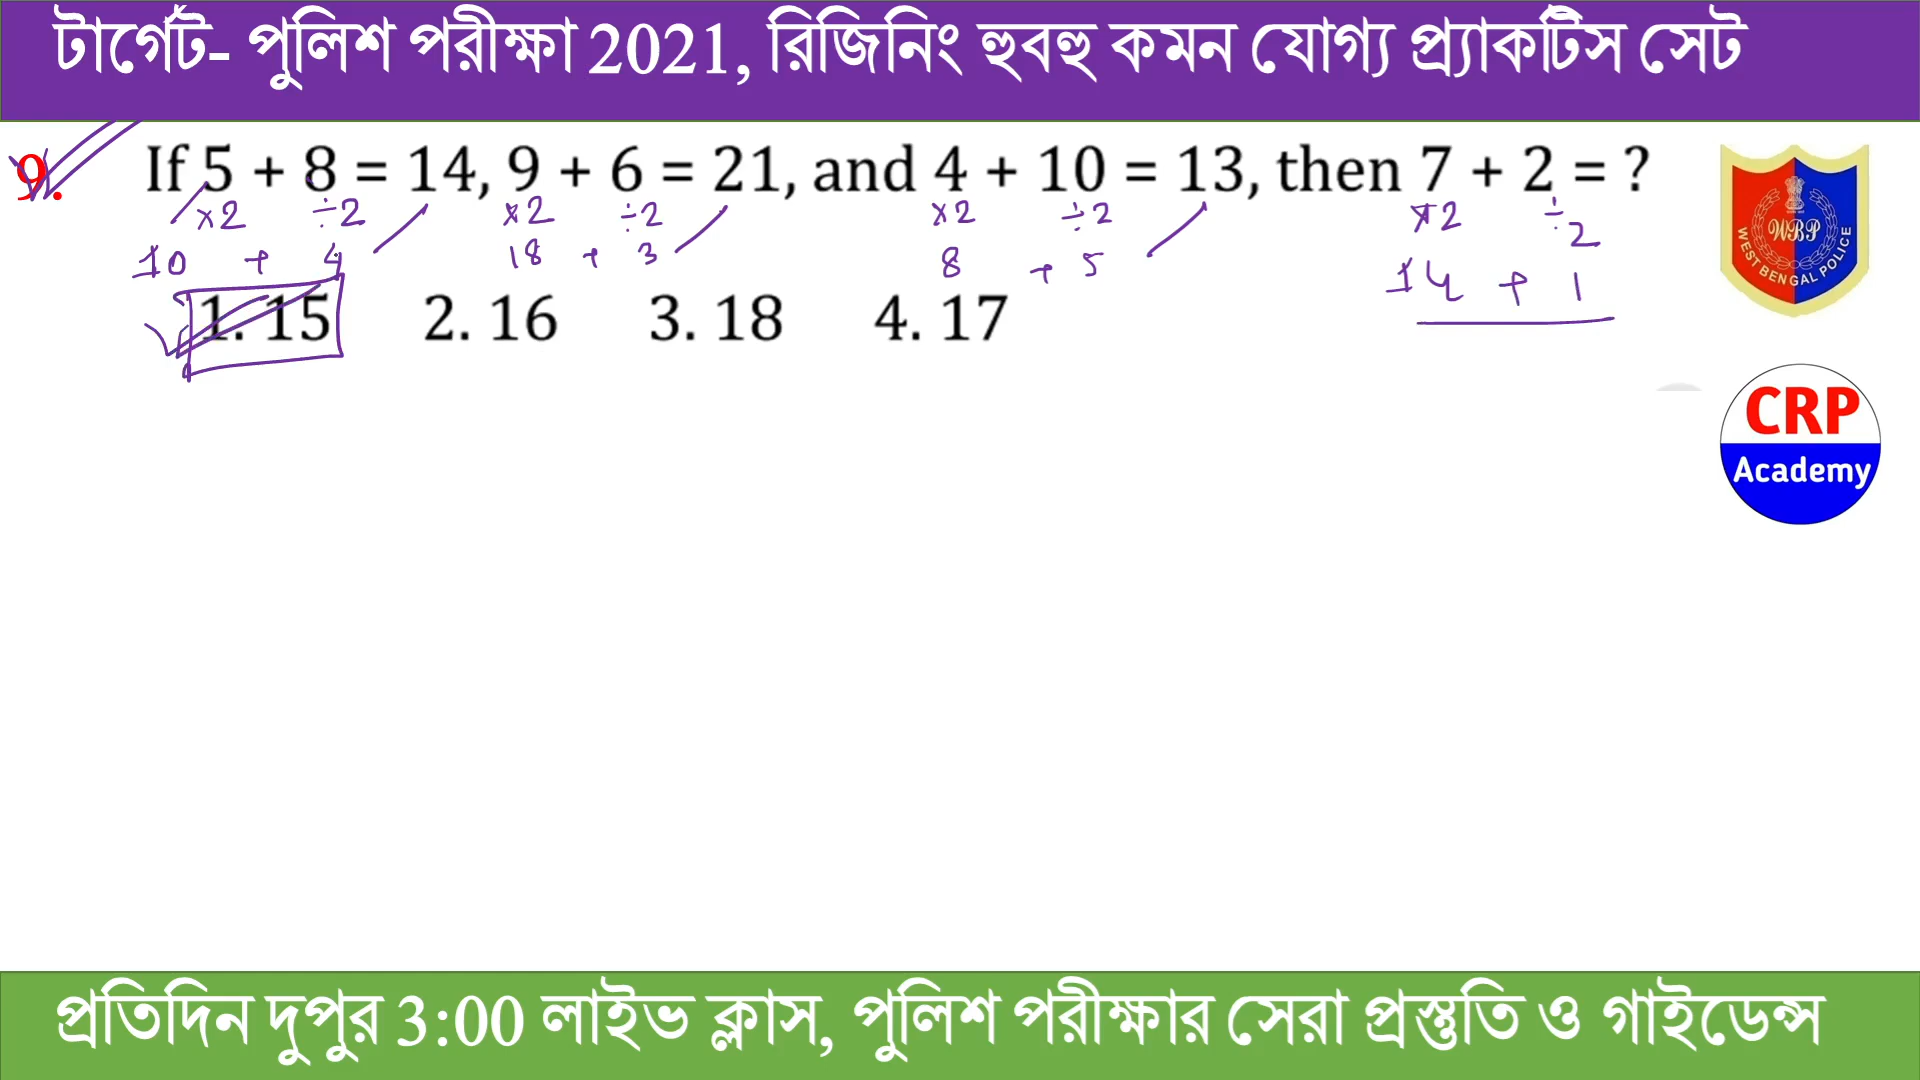 টার্গেট- পুলিশ পরীক্ষা 2021, রিজিনিং হুবহু কমন যোগ্য প্র্যাকটিস সেট
9. If 5 + 8 = 14, 9 + 6 = 21, and 4 + 10 = 13, then 7 + 2 = ?
×2 ÷2 ×2 ÷2 ×2 ÷2 ×2 ÷2
10 + 4 18 + 3 8 + 5 14 + 1
1. 15 2. 16 3. 18 4. 17
WBP
WEST BENGAL POLICE
CRP
Academy
প্রতিদিন দুপুর 3:00 লাইভ ক্লাস, পুলিশ পরীক্ষার সেরা প্রস্তুতি ও গাইডেন্স